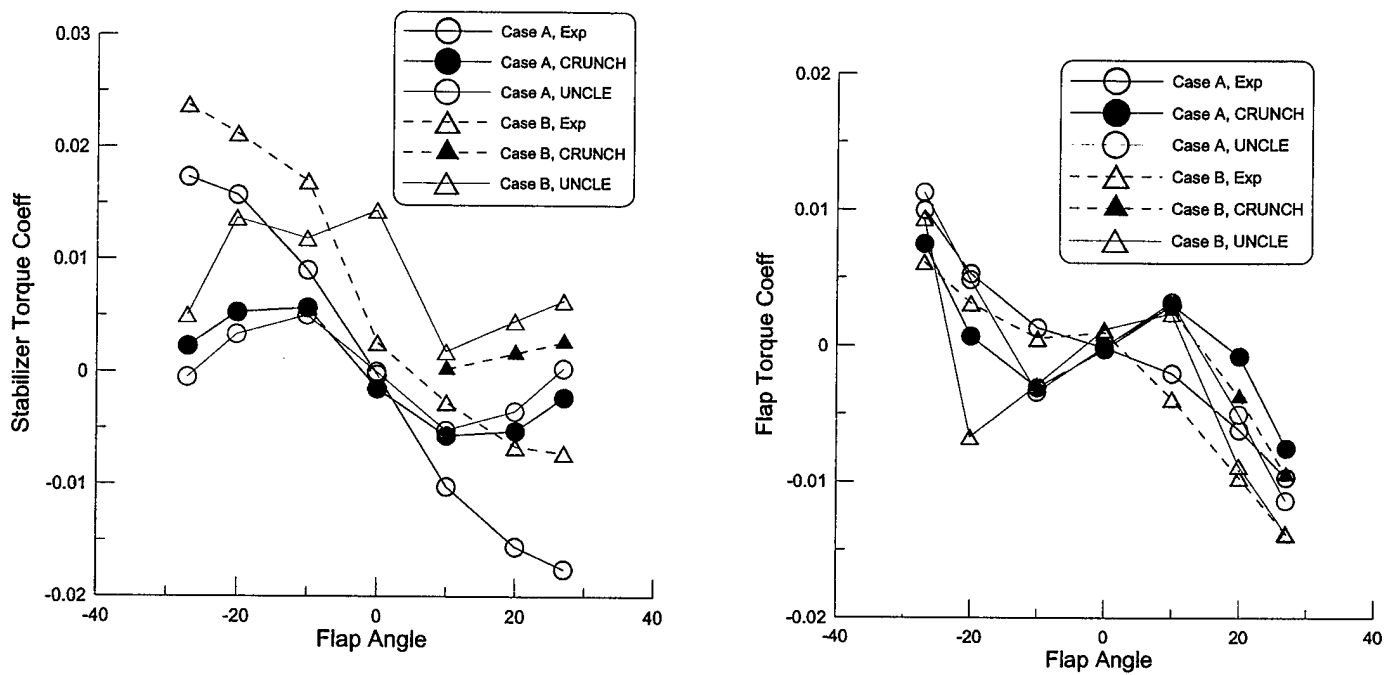 Case A, Exp
Case A, CRUNCH
Case A, UNCLE
Case B, Exp
Case B, CRUNCH
Case B, UNCLE
0.03
0.02
0.01
0
-0.01
-0.02
Stabilizer Torque Coeff
-40
-20
0
20
40
Flap Angle
Case A, Exp
Case A, CRUNCH
Case A, UNCLE
Case B, Exp
Case B, CRUNCH
Case B, UNCLE
0.02
0.01
0
-0.01
-0.02
Flap Torque Coeff
-40
-20
0
20
40
Flap Angle